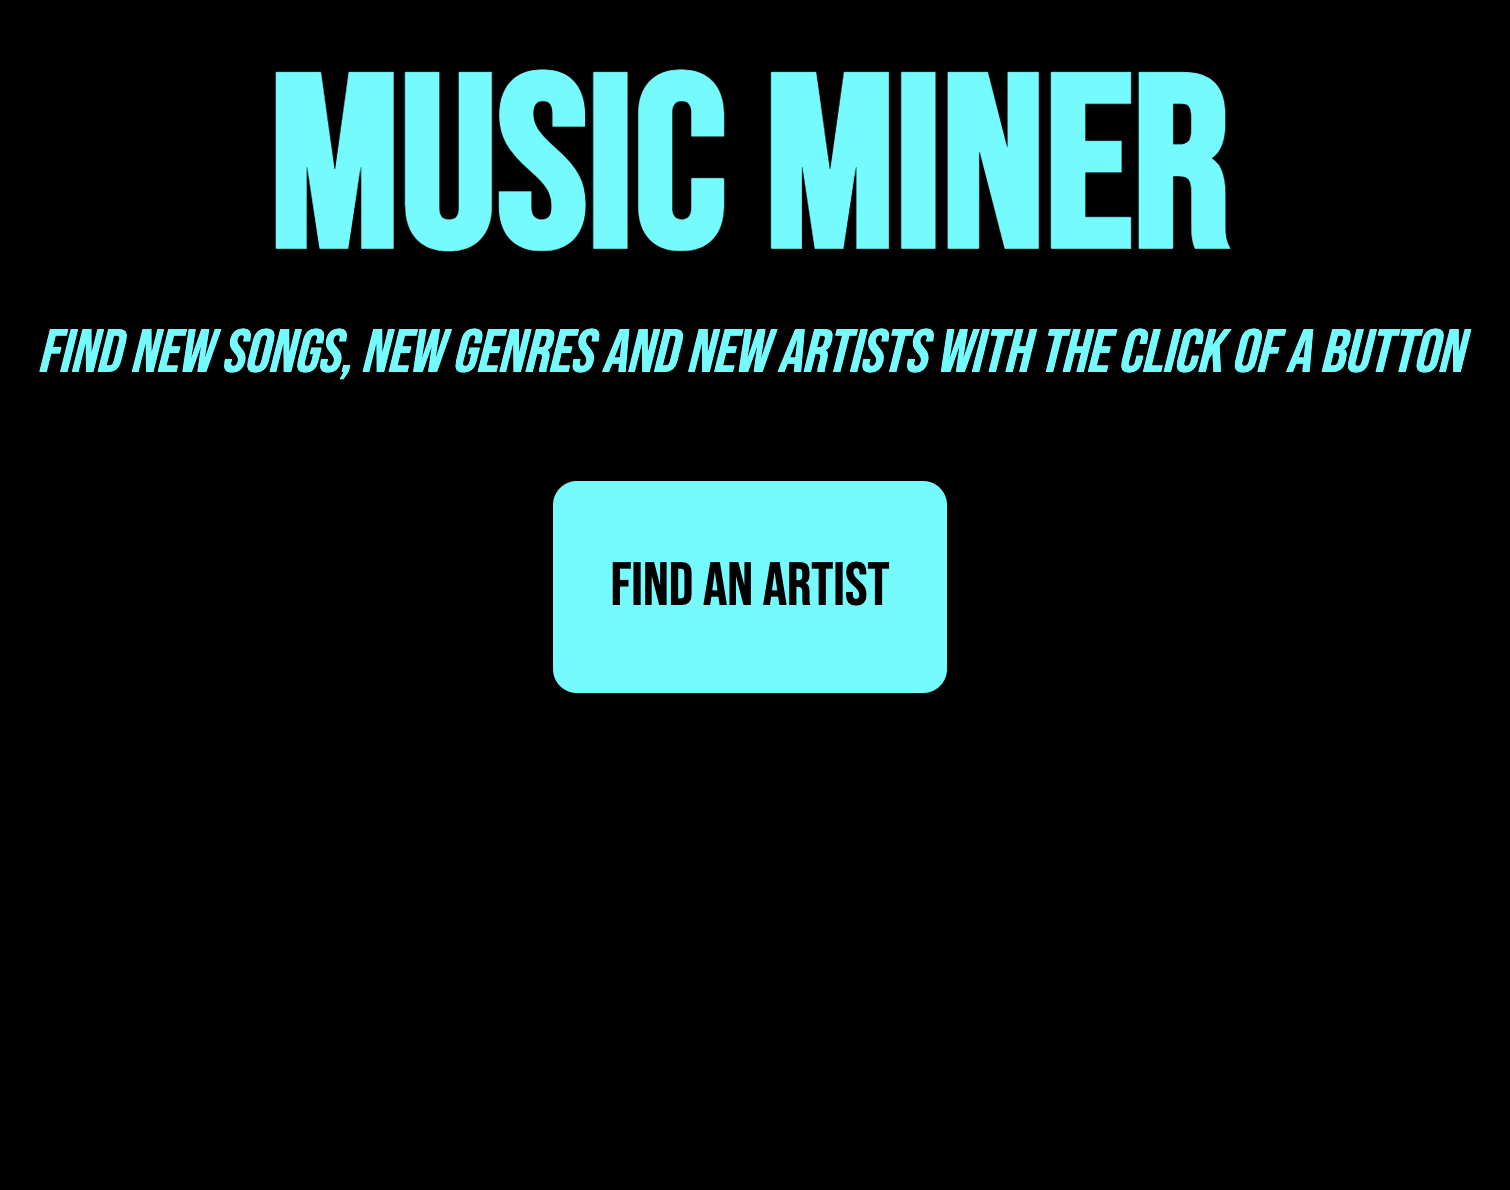 MUSIC MINER
FIND NEW SONGS, NEW GENRES AND NEW ARTISTS WITH THE CLICK OF A BUTTON
FIND AN ARTIST